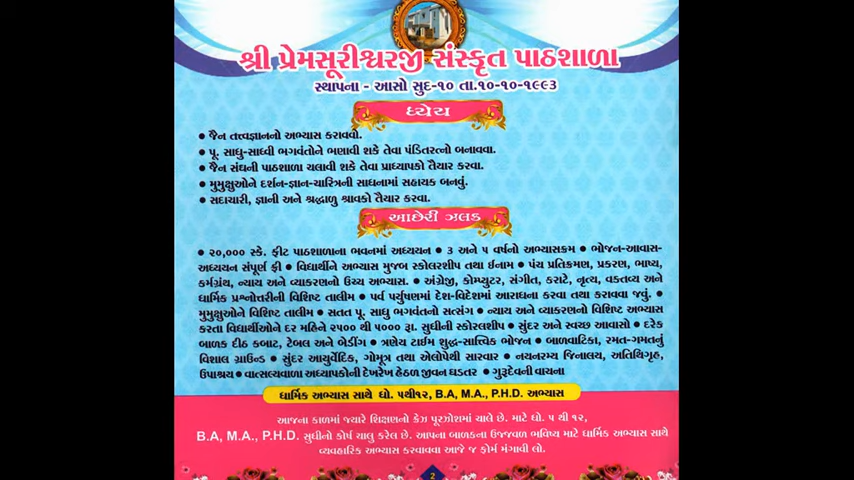 શ્રી પ્રેમસૂરીશ્વરજી સંસ્કૃત પાઠશાળા
સ્થાપના - આસો સુદ-૧૦ તા.૧૦-૧૦-૧૯૯૩
ધ્યેય
• જૈન તત્ત્વજ્ઞાનનો અભ્યાસ કરાવવો.
• પૂ. સાધુ-સાધ્વી ભગવંતોને ભણાવી શકે તેવા પંડિતરત્નો બનાવવા.
• જૈન સંઘની પાઠશાળા ચલાવી શકે તેવા પ્રાધ્યાપકો તૈયાર કરવા.
• મુમુક્ષુઓને દર્શન-જ્ઞાન-ચારિત્રની સાધનામાં સહાયક બનવું.
• સદાચારી, જ્ઞાની અને શ્રદ્ધાળુ શ્રાવકો તૈયાર કરવા.
આછેરી ઝલક
• ૨૦,૦૦૦ સ્કે. ફીટ પાઠશાળાના ભવનમાં અધ્યયન • ૩ અને ૫ વર્ષનો અભ્યાસક્રમ • ભોજન-આવાસ-
અધ્યયન સંપૂર્ણ ફ્રી • વિદ્યાર્થીને અભ્યાસ મુજબ સ્કોલરશીપ તથા ઈનામ • પંચ પ્રતિક્રમણ, પ્રકરણ, ભાષ્ય,
કર્મગ્રંથ, ન્યાય અને વ્યાકરણનો ઉચ્ચ અભ્યાસ. • અંગ્રેજી, કોમ્પ્યુટર, સંગીત, કરાટે, નૃત્ય, વક્તવ્ય અને
ધાર્મિક પ્રશ્નોત્તરીની વિશિષ્ટ તાલીમ • પર્વ પર્યુષણમાં દેશ-વિદેશમાં આરાધના કરવા તથા કરાવવા જવું. •
મુમુક્ષુઓને વિશિષ્ટ તાલીમ • સતત પૂ. સાધુ ભગવંતનો સત્સંગ • ન્યાય અને વ્યાકરણનો વિશિષ્ટ અભ્યાસ
કરતા વિદ્યાર્થીઓને દર મહિને ૨૫૦૦ થી ૫૦૦૦ રૂા. સુધીની સ્કોરલશીપ • સુંદર અને સ્વચ્છ આવાસો • દરેક
બાળક દીઠ કબાટ, ટેબલ અને બેડીંગ • ત્રણેય ટાઈમ શુદ્ધ-સાત્ત્વિક ભોજન • બાળવાટિકા, રમત-ગમતનું
વિશાલ ગ્રાઉન્ડ • સુંદર આયુર્વેદિક, ગોમૂત્ર તથા એલોપેથી સારવાર • નયનરમ્ય જિનાલય, અતિથિગૃહ,
ઉપાશ્રય • વાત્સલ્યવાળા અધ્યાપકોની દેખરેખ હેઠળ જીવન ઘડતર • ગુરુદેવની વાચના
ધાર્મિક અભ્યાસ સાથે ધો. ૫થી૧૨, B.A, M.A., P.H.D. અભ્યાસ
આજના કાળમાં જ્યારે શિક્ષણનો ક્રેઝ પૂરજોશમાં ચાલે છે. માટે ધો. ૫ થી ૧૨,
B.A, M.A., P.H.D. સુધીનો કોર્ષ ચાલુ કરેલ છે. આપના બાળકના ઉજ્જવળ ભવિષ્ય માટે ધાર્મિક અભ્યાસ સાથે
વ્યવહારિક અભ્યાસ કરાવવા આજે જ ફોર્મ મંગાવી લો.
2